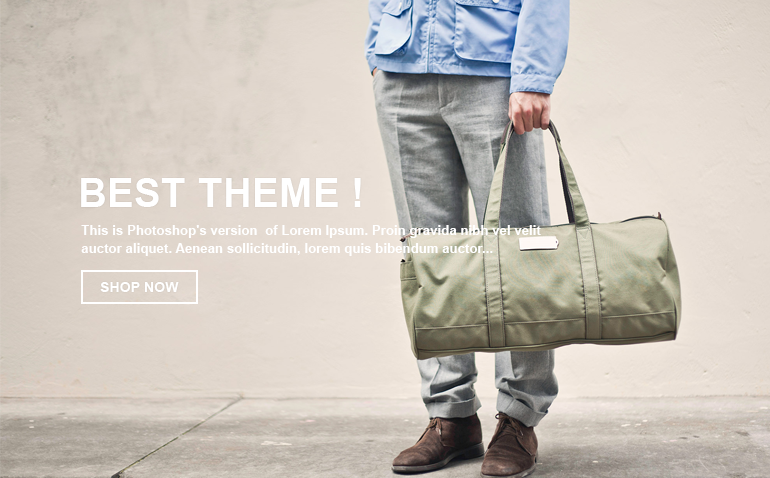 BEST THEME !
This is Photoshop's version  of Lorem Ipsum. Proin gravida nibh vel velit
auctor aliquet. Aenean sollicitudin, lorem quis bibendum auctor...
SHOP NOW